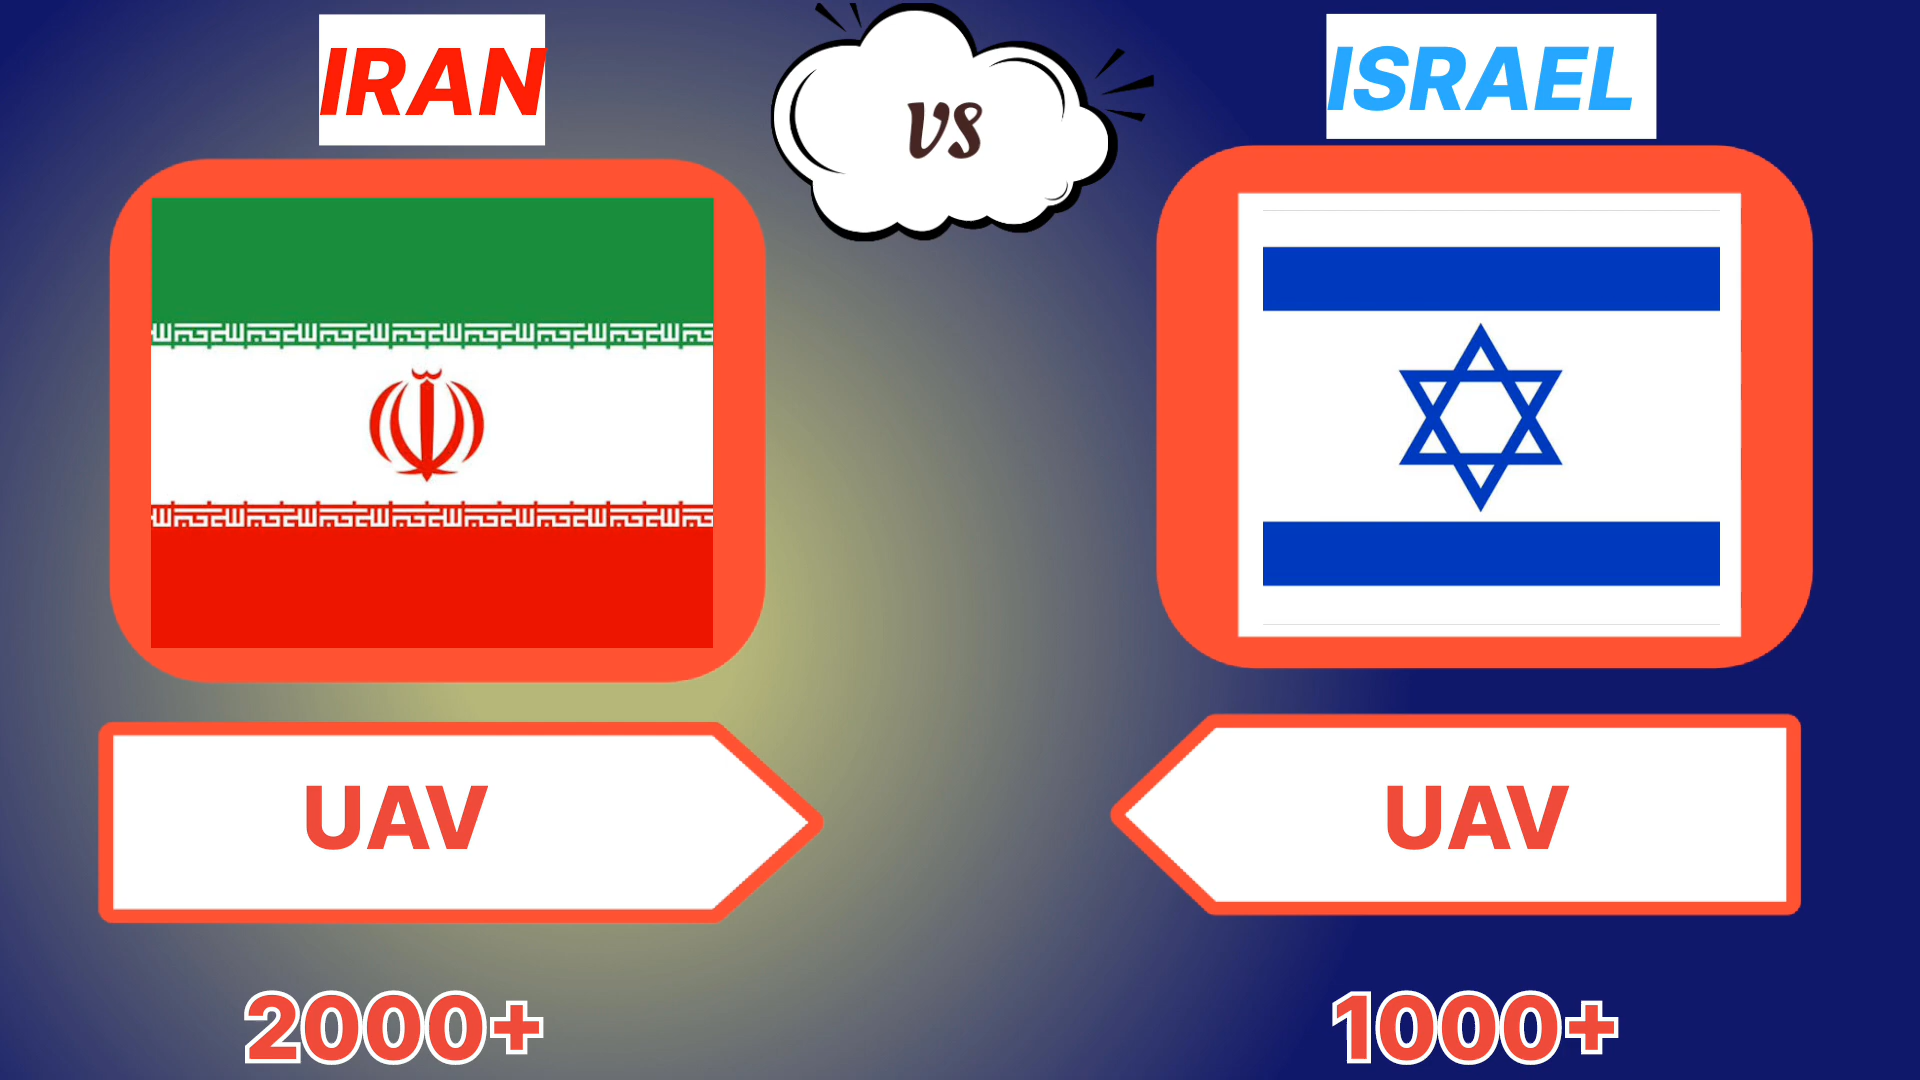 IRAN
VS
ISRAEL
UAV
UAV
2000+
1000+